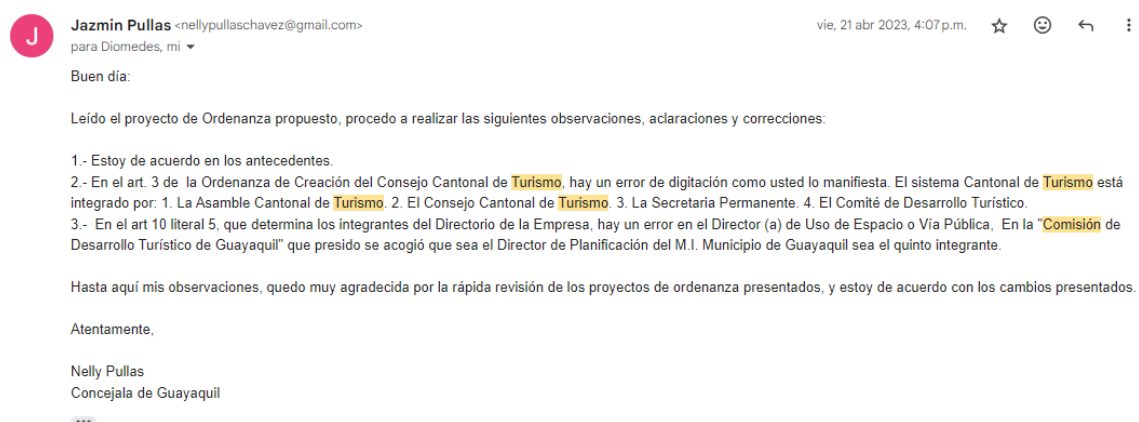 J
Jazmin Pullas <nellypullaschavez@gmail.com>
vie, 21 abr 2023, 4:07 p.m.
para Diomedes, mí
Buen día:
Leído el proyecto de Ordenanza propuesto, procedo a realizar las siguientes observaciones, aclaraciones y correcciones:
1.- Estoy de acuerdo en los antecedentes.
2.- En el art. 3 de la Ordenanza de Creación del Consejo Cantonal de Turismo, hay un error de digitación como usted lo manifiesta. El sistema Cantonal de Turismo está
integrado por: 1. La Asamble Cantonal de Turismo. 2. El Consejo Cantonal de Turismo. 3. La Secretaria Permanente. 4. El Comité de Desarrollo Turístico.
3.- En el art 10 literal 5, que determina los integrantes del Directorio de la Empresa, hay un error en el Director (a) de Uso de Espacio o Vía Pública, En la "Comisión de
Desarrollo Turístico de Guayaquil" que presido se acogió que sea el Director de Planificación del M.I. Municipio de Guayaquil sea el quinto integrante.
Hasta aquí mis observaciones, quedo muy agradecida por la rápida revisión de los proyectos de ordenanza presentados, y estoy de acuerdo con los cambios presentados.
Atentamente,
Nelly Pullas
Concejala de Guayaquil